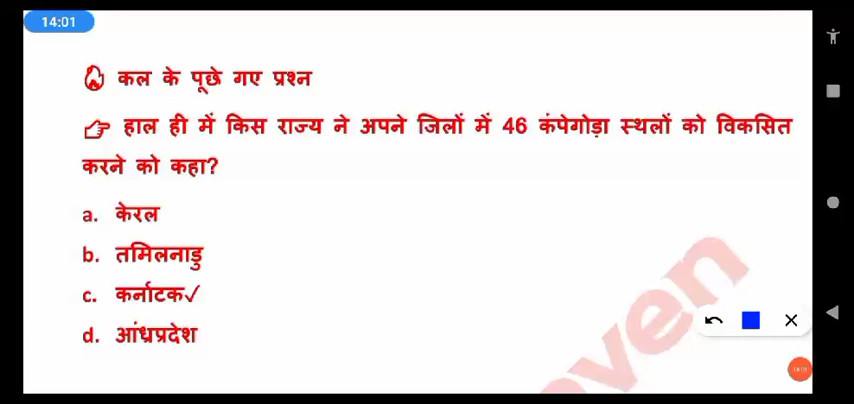 14:01
कल के पूछे गए प्रश्न
हाल ही में किस राज्य ने अपने जिलों में 46 कंपेगोड़ा स्थलों को विकसित
करने को कहा?
a. केरल
b. तमिलनाडु
c. कर्नाटक✓
d. आंध्रप्रदेश